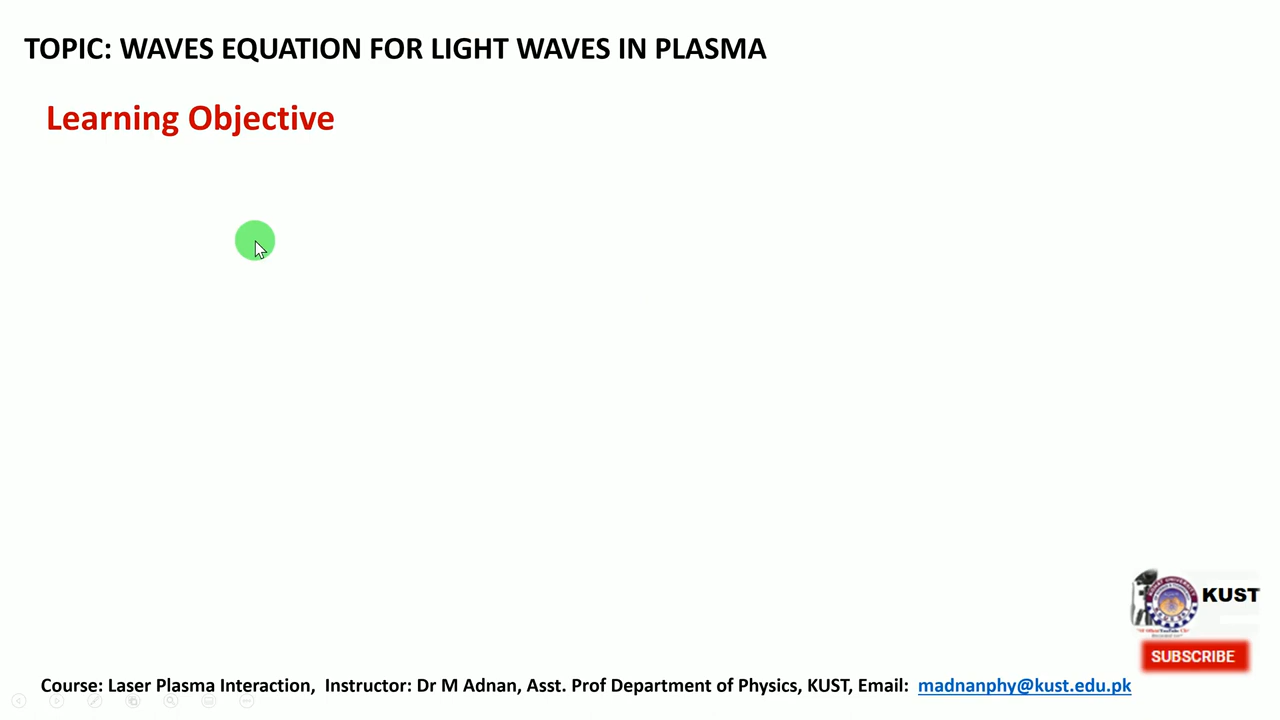 TOPIC: WAVES EQUATION FOR LIGHT WAVES IN PLASMA
Learning Objective
KUST
SUBSCRIBE
Course: Laser Plasma Interaction, Instructor: Dr M Adnan, Asst. Prof Department of Physics, KUST, Email: madnanphy@kust.edu.pk